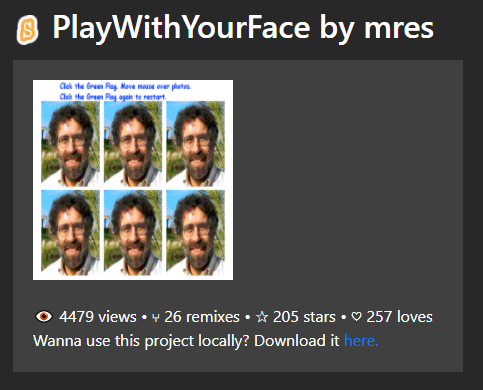 PlayWithYourFace by mres
Click the Green Flag. Move mouse over photos.
Click the Green Flag again to restart.
4479 views • 26 remixes • 205 stars • 257 loves
Wanna use this project locally? Download it here.